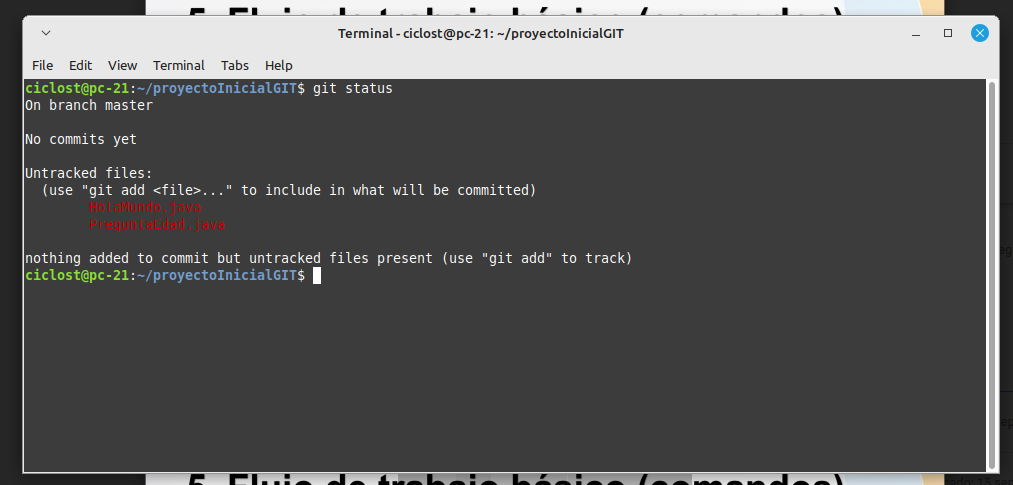 Terminal - ciclost@pc-21: ~/proyectoInicialGIT
File Edit View Terminal Tabs Help
ciclost@pc-21:~/proyectoInicialGIT$ git status
On branch master
No commits yet
Untracked files:
(use "git add <file>..." to include in what will be committed)
HolaMundo.java
PreguntaEdad.java
nothing added to commit but untracked files present (use "git add" to track)
ciclost@pc-21:~/proyectoInicialGIT$
5. Flujo de trabajo básico (comandos)